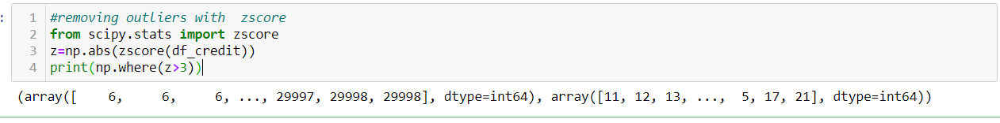 :
1 #removing outliers with  zscore
2 from scipy.stats import zscore
3 z=np.abs(zscore(df_credit))
4 print(np.where(z>3))
(array([    6,     6,     6, ..., 29997, 29998, 29998], dtype=int64), array([11, 12, 13, ...,  5, 17, 21], dtype=int64))